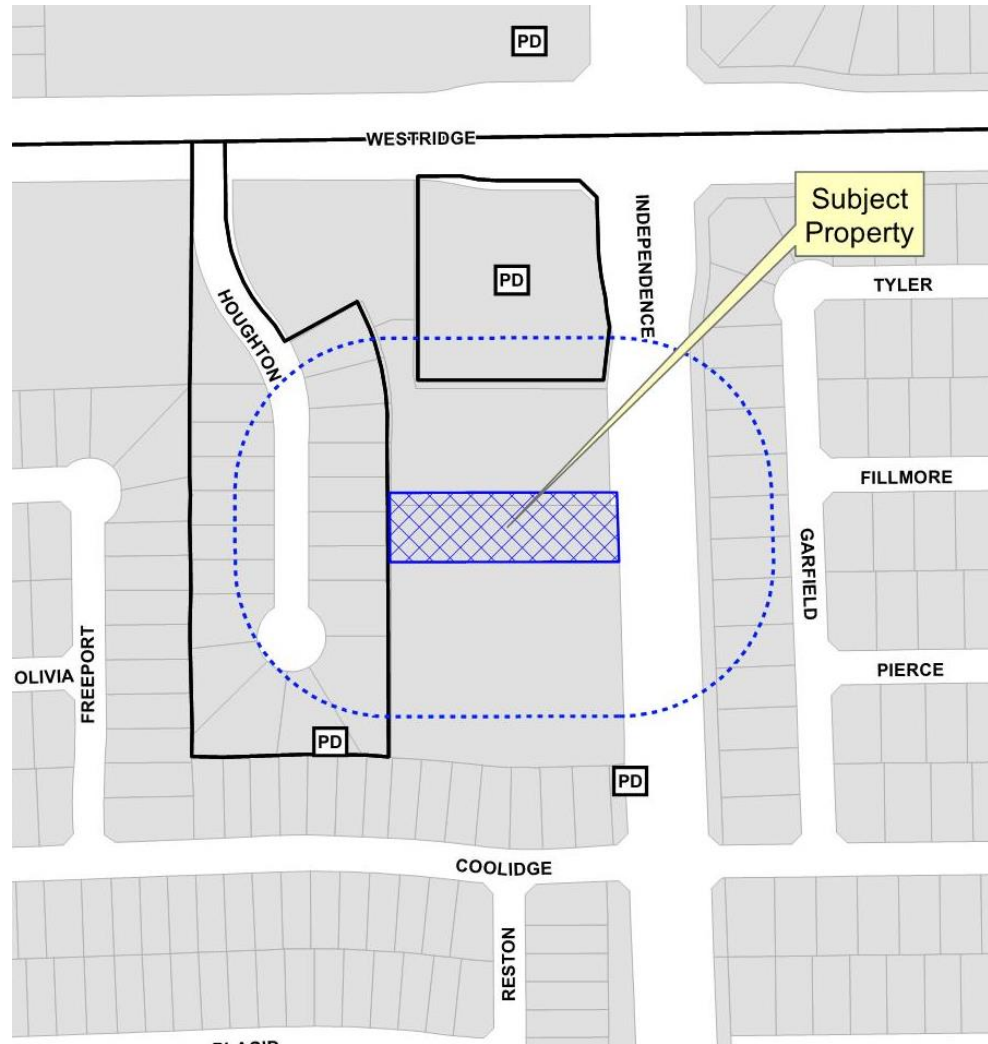 PD
WESTRIDGE
Subject
Property
INDEPENDENCE
PD
TYLER
HOUGHTON
FILLMORE
GARFIELD
FREEPORT
OLIVIA
PIERCE
PD
PD
COOLIDGE
RESTON